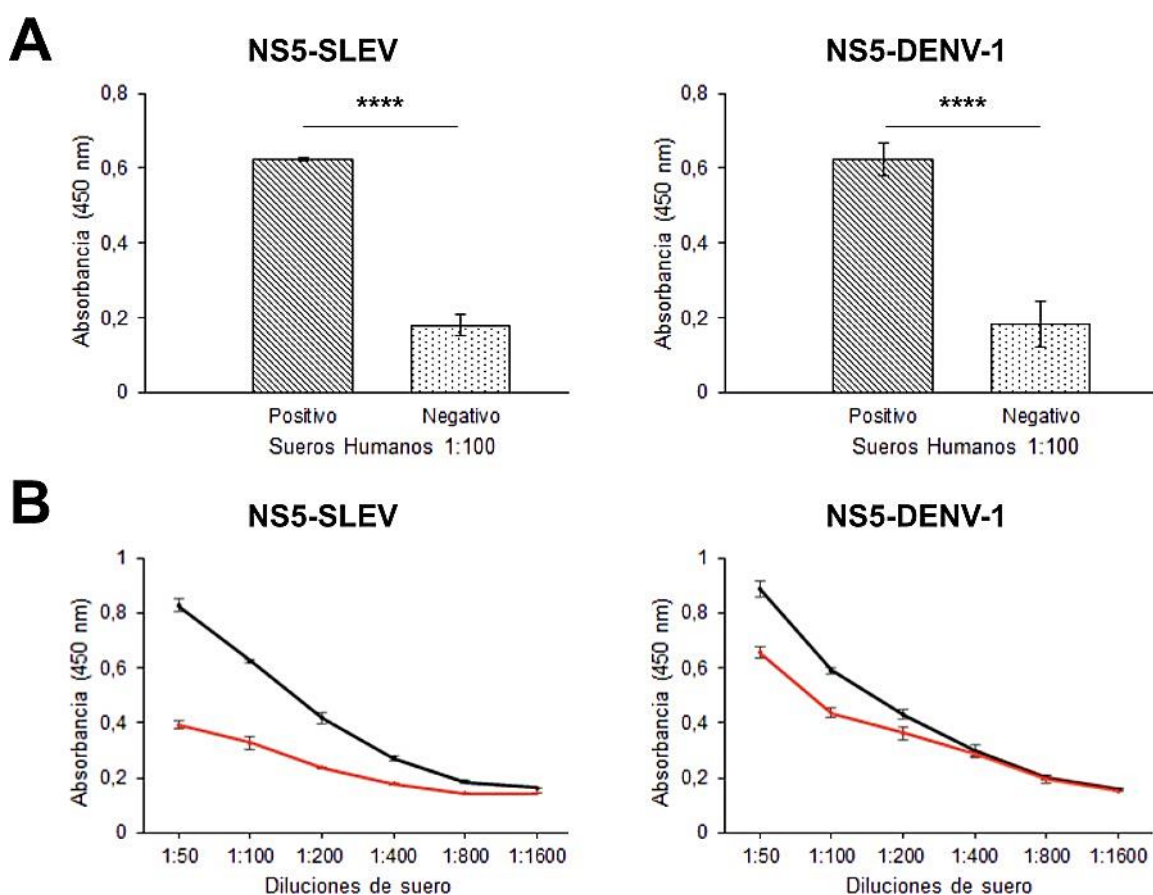 A
NS5-SLEV
Absorbancia (450 nm)
0,8
0,6
0,4
0,2
0
****
Positivo Negativo
Sueros Humanos 1:100
NS5-DENV-1
Absorbancia (450 nm)
0,8
0,6
0,4
0,2
0
****
Positivo Negativo
Sueros Humanos 1:100
B
NS5-SLEV
Absorbancia (450 nm)
1
0,8
0,6
0,4
0,2
0
1:50 1:100 1:200 1:400 1:800 1:1600
Diluciones de suero
NS5-DENV-1
Absorbancia (450 nm)
1
0,8
0,6
0,4
0,2
0
1:50 1:100 1:200 1:400 1:800 1:1600
Diluciones de suero